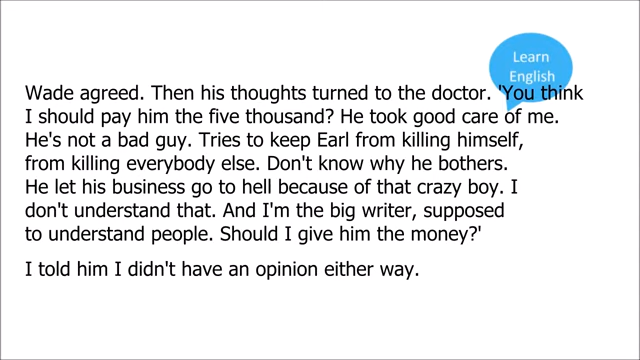 Learn
English
Wade agreed. Then his thoughts turned to the doctor. 'You think
I should pay him the five thousand? He took good care of me.
He's not a bad guy. Tries to keep Earl from killing himself,
from killing everybody else. Don't know why he bothers.
He let his business go to hell because of that crazy boy. I
don't understand that. And I'm the big writer, supposed
to understand people. Should I give him the money?'
I told him I didn't have an opinion either way.